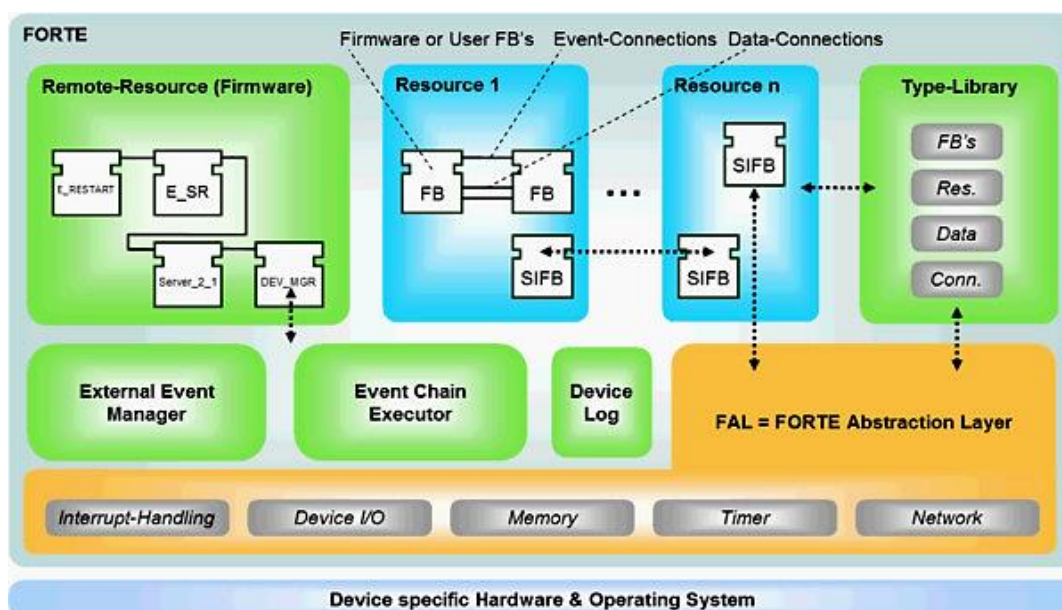 FORTE
Firmware or User FB's Event-Connections Data-Connections
Remote-Resource (Firmware)
Resource 1
Resource n
Type-Library
E_RESTART
E_SR
Server_2_1
DEV_MGR
FB
FB
SIFB
...
SIFB
SIFB
FB's
Res.
Data
Conn.
External Event
Manager
Event Chain
Executor
Device
Log
FAL = FORTE Abstraction Layer
Interrupt-Handling
Device I/O
Memory
Timer
Network
Device specific Hardware & Operating System